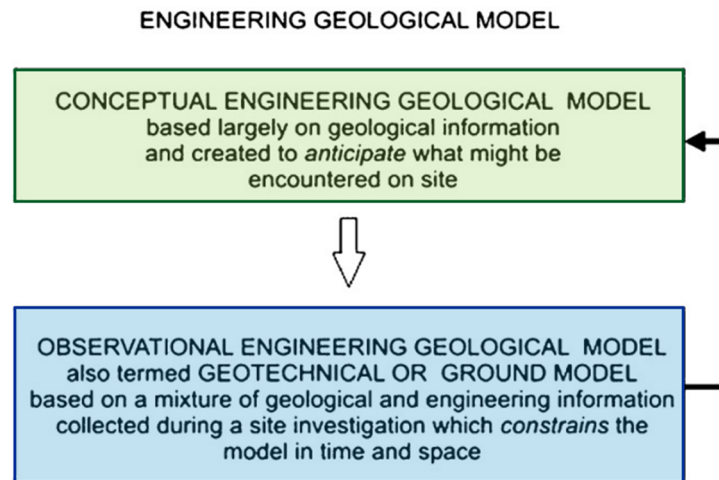 ENGINEERING GEOLOGICAL MODEL
CONCEPTUAL ENGINEERING GEOLOGICAL MODEL
based largely on geological information
and created to anticipate what might be
encountered on site
OBSERVATIONAL ENGINEERING GEOLOGICAL MODEL
also termed GEOTECHNICAL OR GROUND MODEL
based on a mixture of geological and engineering information
collected during a site investigation which constrains the
model in time and space